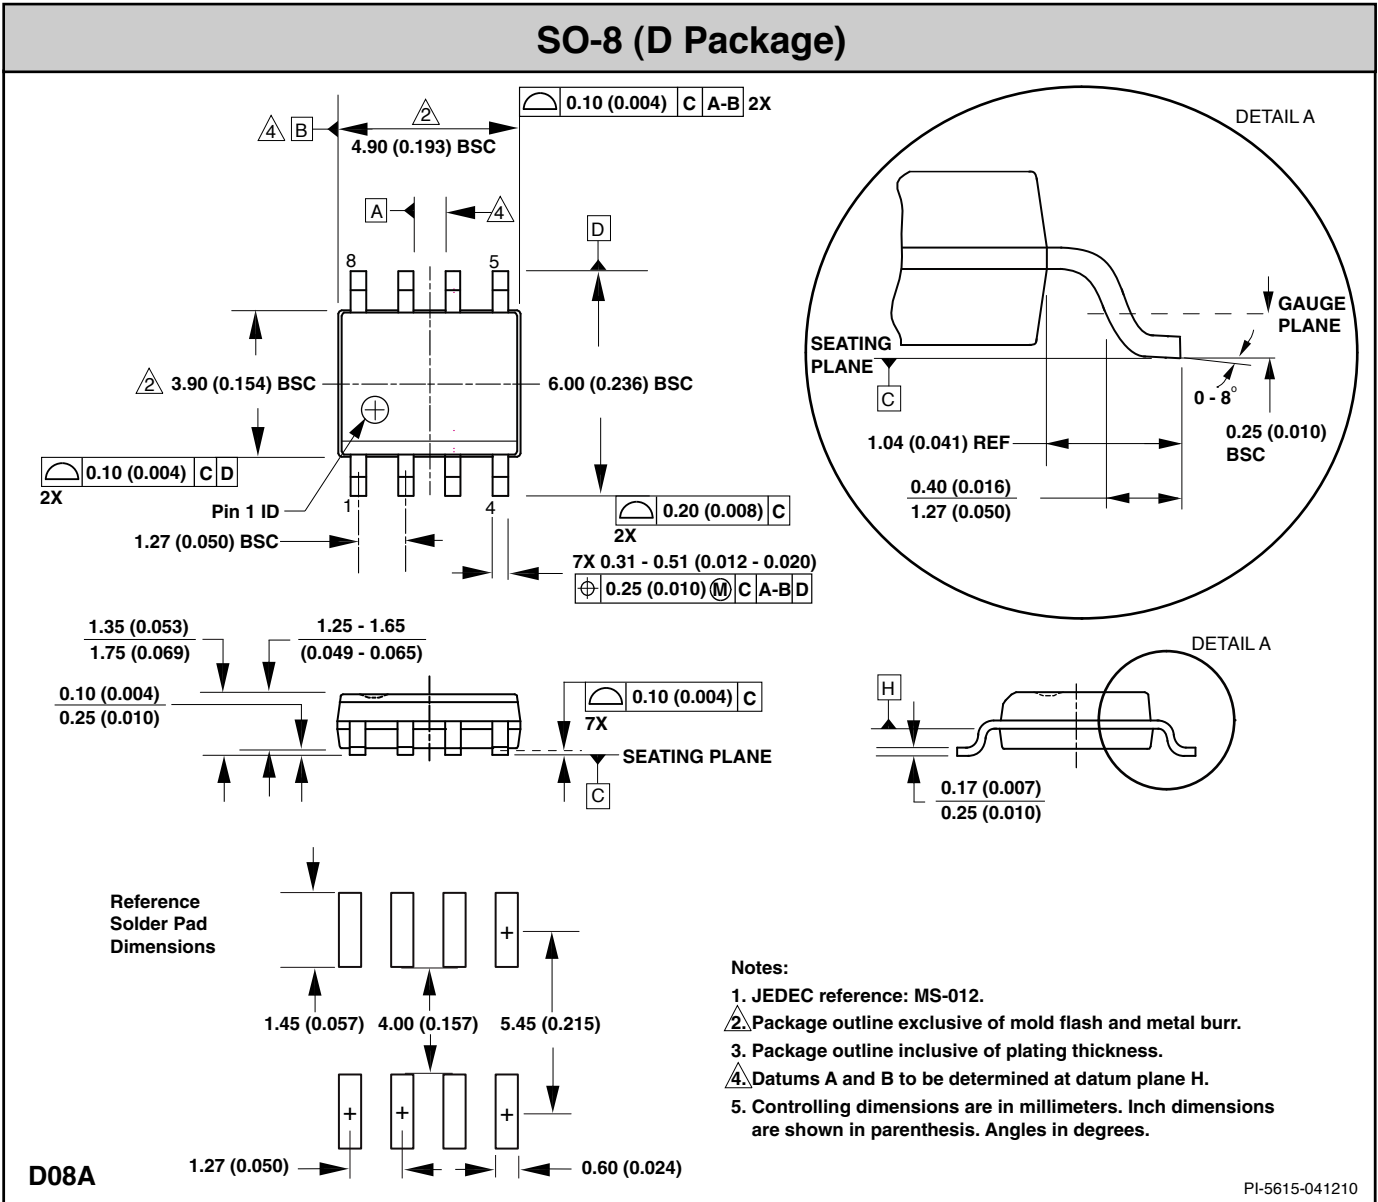 SO-8 (D Package)
0.10 (0.004) C A-B 2X
DETAIL A
4 B
2
4.90 (0.193) BSC
A
4
D
8
5
GAUGE
PLANE
SEATING
PLANE
C
0 - 8°
2 3.90 (0.154) BSC
6.00 (0.236) BSC
0.25 (0.010)
BSC
1.04 (0.041) REF
0.40 (0.016)
1.27 (0.050)
0.10 (0.004) C D
2X
1
4
Pin 1 ID
0.20 (0.008) C
2X
1.27 (0.050) BSC
7X 0.31 - 0.51 (0.012 - 0.020)
0.25 (0.010) M C A-B D
1.35 (0.053)
1.75 (0.069)
1.25 - 1.65
(0.049 - 0.065)
DETAIL A
0.10 (0.004)
0.25 (0.010)
0.10 (0.004) C
7X
H
SEATING PLANE
C
0.17 (0.007)
0.25 (0.010)
Reference
Solder Pad
Dimensions
1.45 (0.057) 4.00 (0.157) 5.45 (0.215)
1.27 (0.050)
0.60 (0.024)
Notes:
1. JEDEC reference: MS-012.
2. Package outline exclusive of mold flash and metal burr.
3. Package outline inclusive of plating thickness.
4. Datums A and B to be determined at datum plane H.
5. Controlling dimensions are in millimeters. Inch dimensions
are shown in parenthesis. Angles in degrees.
D08A
PI-5615-041210